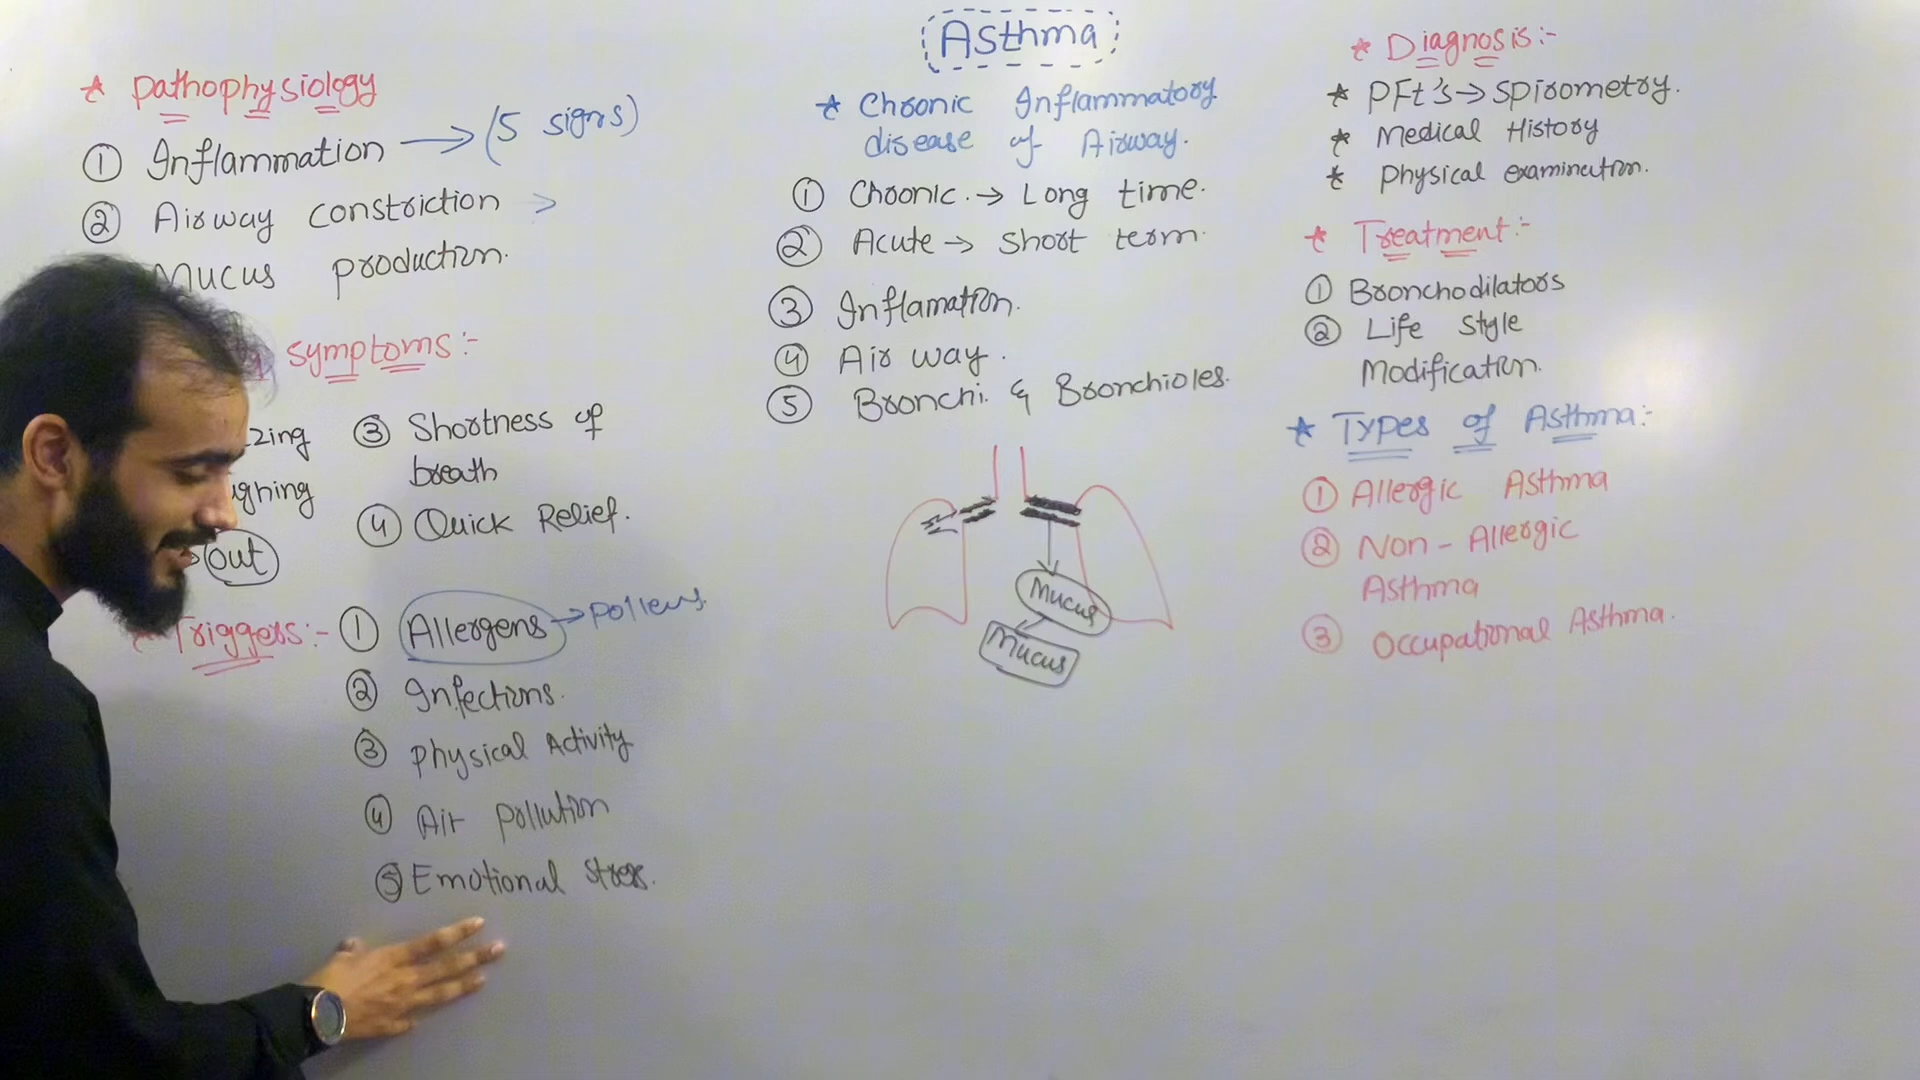 Asthma
* Pathophysiology
① Inflammation → (5 signs)
② Airway constriction >
Mucus production.
symptoms :-
③ Shortness of
breath
④ Quick Relief.
out
* Triggers :- ① Allergens → pollens
② Infections.
③ Physical Activity
④ Air pollution
⑤ Emotional Stress.
* Chronic Inflammatory
disease of Airway.
① Chronic. → Long time.
② Acute → Short term.
③ Inflamation.
④ Air way.
⑤ Bronchi. & Bronchioles.
Mucus
Mucus
* Diagnosis :-
* PFt's → Spirometry.
* Medical History
* Physical examination.
* Treatment :-
① Bronchodilators
② Life Style
Modification.
* Types of Asthma :-
① Allergic Asthma
② Non - Allergic
Asthma
③ Occupational Asthma.